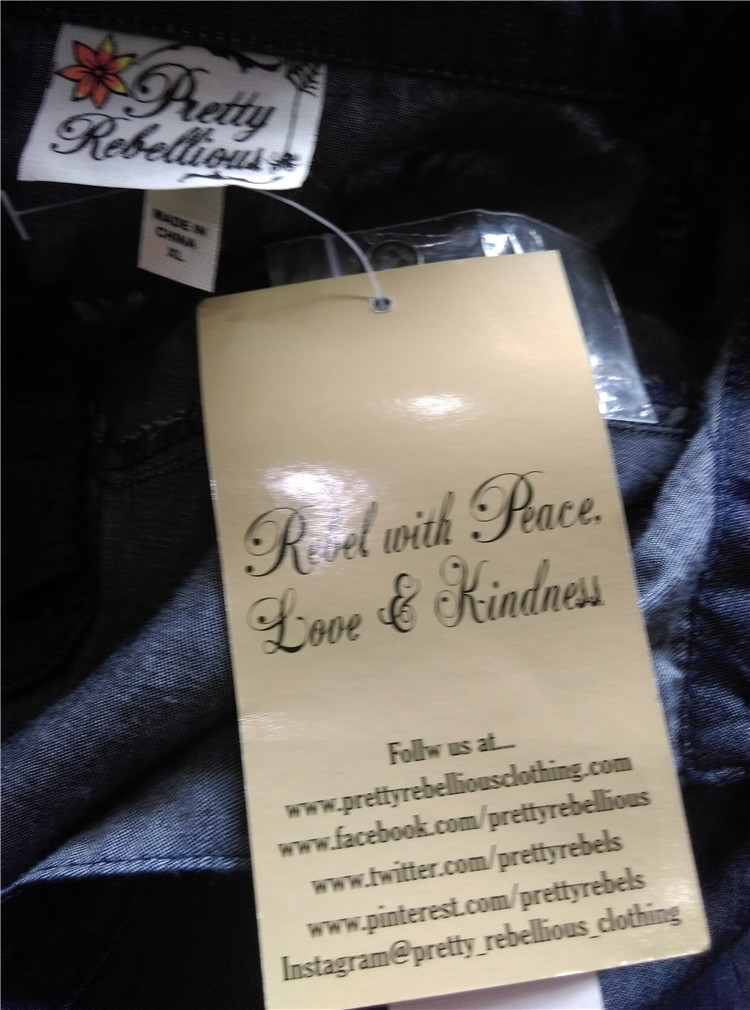 Pretty
Rebellious
MADE IN
CHINA
XL
Rebel with Peace,
Love & Kindness
Follw us at....
www.prettyrebelliousclothing.com
www.facebook.com/prettyrebellious
www.twitter.com/prettyrebels
www.pinterest.com/prettyrebels
Instagram@pretty_rebellious_clothing